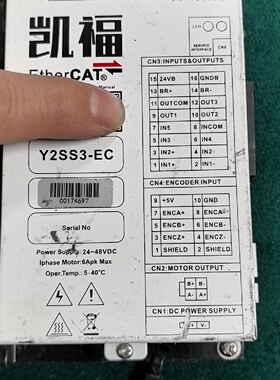 凯福
EtherCAT
Manual
Y2SS3-EC
00174697
Serial No
Power Supply: 24~48VDC
Iphase Motor:6Apk Max
Oper.Temp.: 5-40°C
LED
SERVICE INTERFACE
CN6
CN3:INPUTS&OUTPUTS
15 24VB 16 GNDB
13 BR+ 14 BR-
11 OUTCOM 12 OUT3
9 OUT1 10 OUT2
7 IN5 8 INCOM
5 IN3 6 IN4
3 IN2+ 4 IN2-
1 IN1+ 2 IN1-
CN4: ENCODER INPUT
9 +5V 10 GND
7 ENCA+ 8 ENCA-
5 ENCB+ 6 ENCB-
3 ENCZ+ 4 ENCZ-
1 SHIELD 2 SHIELD
CN2:MOTOR OUTPUT
B+ B-
A- A+
CN1:DC POWER SUPPLY
V+ V-